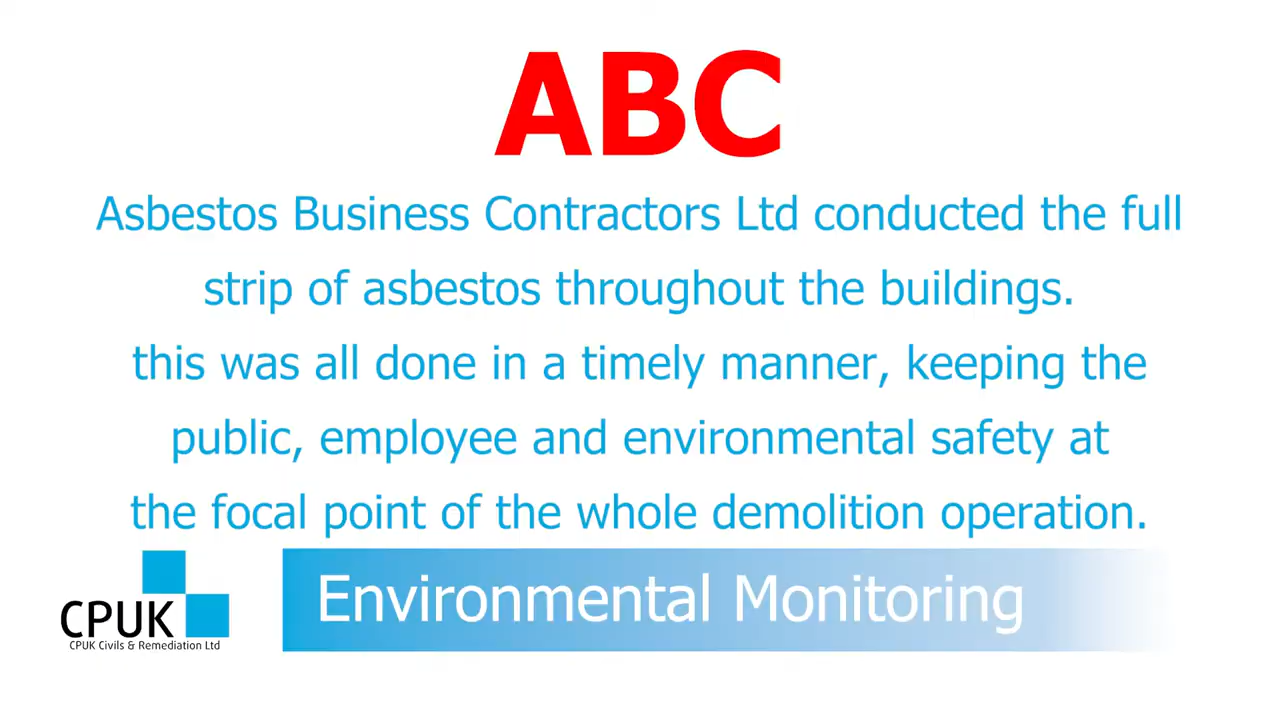 ABC
Asbestos Business Contractors Ltd conducted the full
strip of asbestos throughout the buildings.
this was all done in a timely manner, keeping the
public, employee and environmental safety at
the focal point of the whole demolition operation.
Environmental Monitoring
CPUK
CPUK Civils & Remediation Ltd